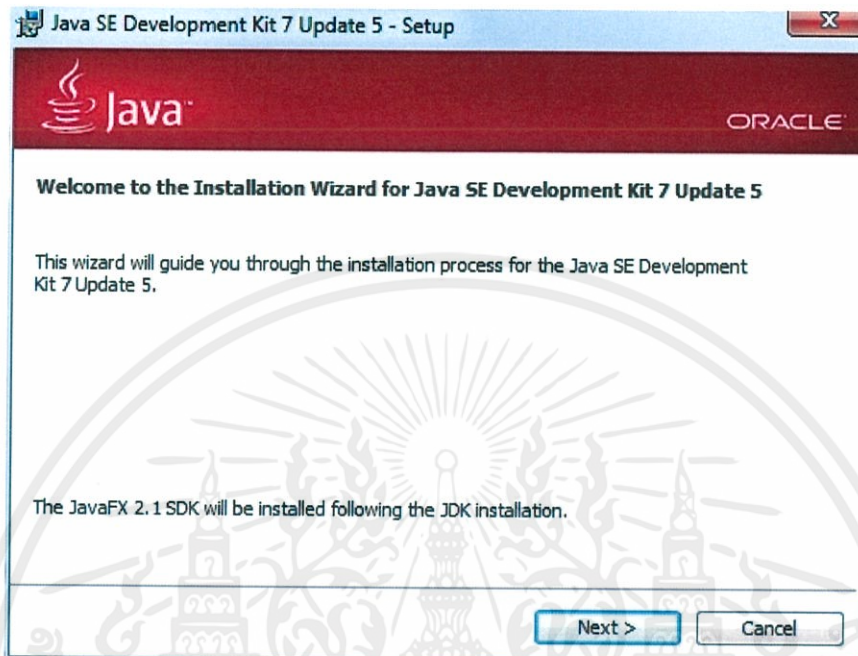 Java SE Development Kit 7 Update 5 - Setup
Java™
ORACLE
Welcome to the Installation Wizard for Java SE Development Kit 7 Update 5
This wizard will guide you through the installation process for the Java SE Development
Kit 7 Update 5.
The JavaFX 2.1 SDK will be installed following the JDK installation.
Next >
Cancel